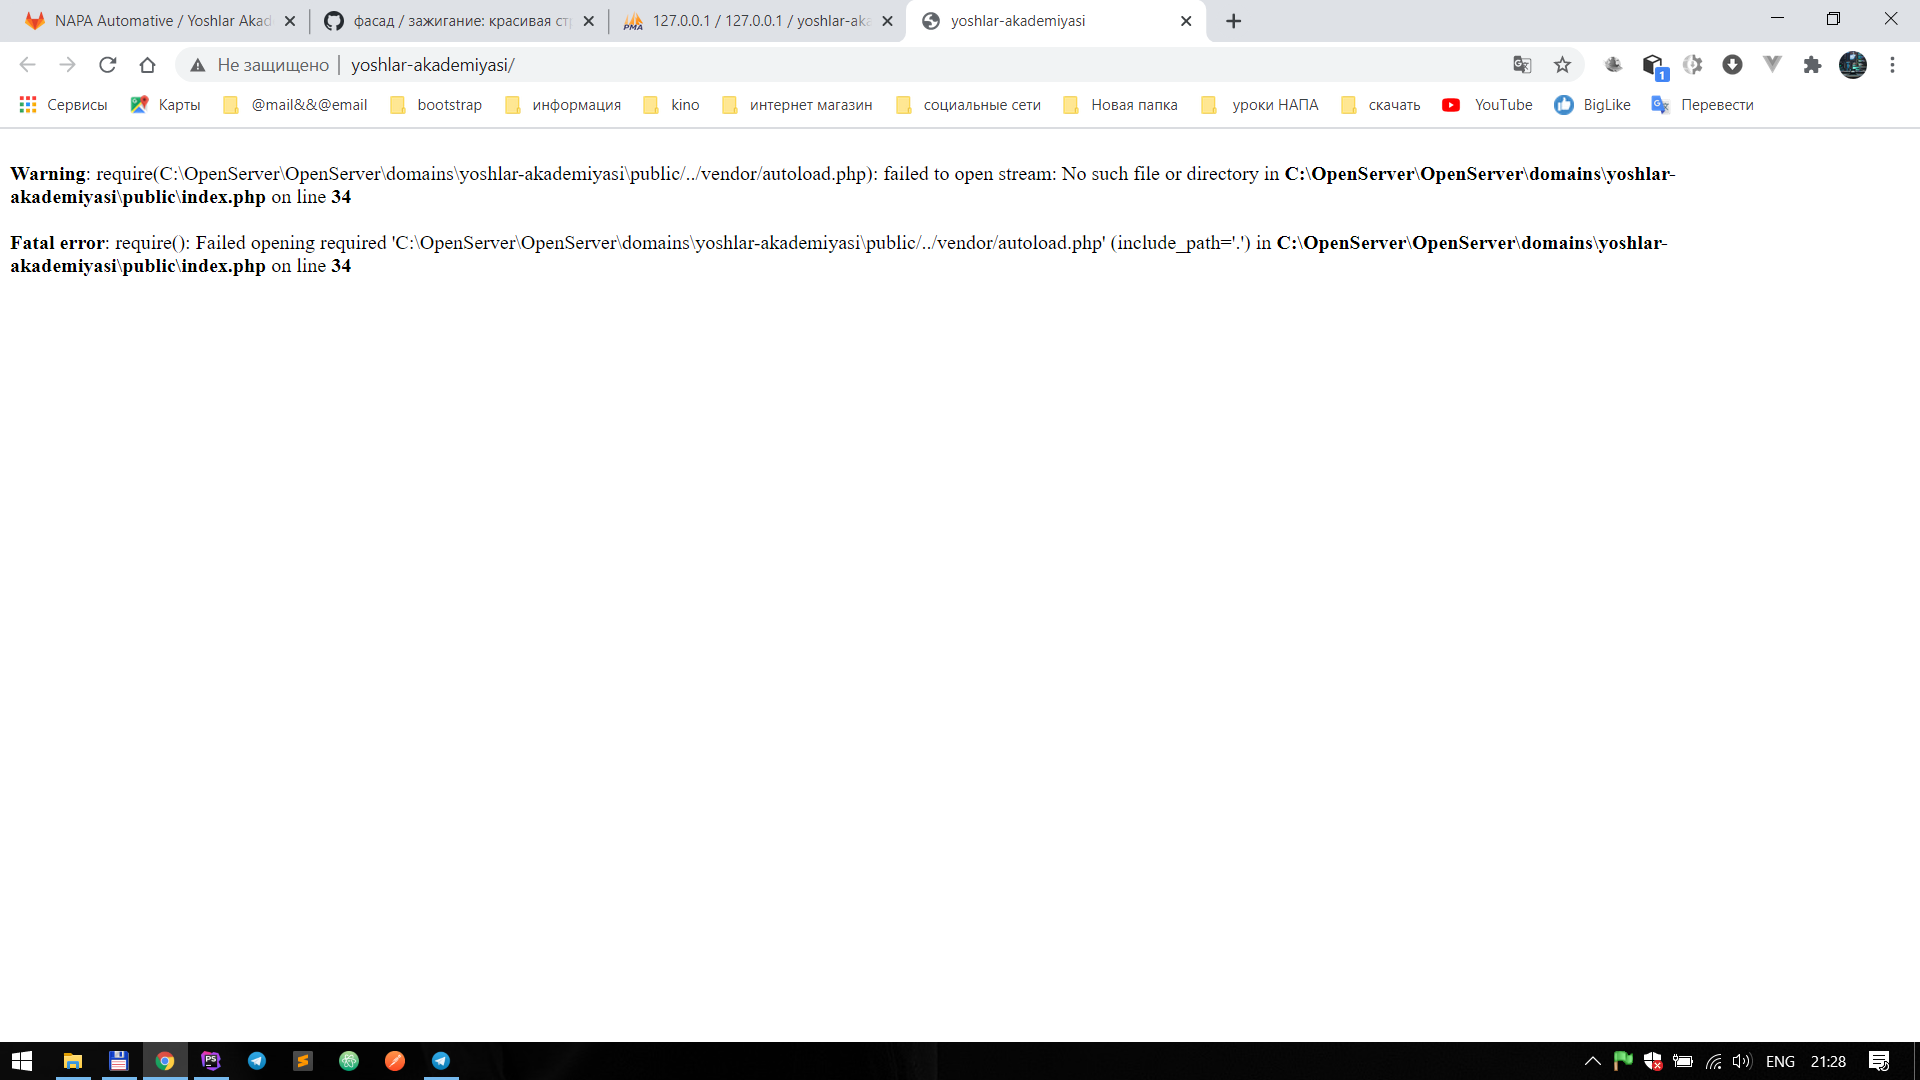 NAPA Automative / Yoshlar Akad
фасад / зажигание: красивая стр
127.0.0.1 / 127.0.0.1 / yoshlar-aka
yoshlar-akademiyasi
Не защищено yoshlar-akademiyasi/
1
Сервисы Карты @mail&&@email bootstrap информация kino интернет магазин социальные сети Новая папка уроки НАПА скачать YouTube BigLike Перевести
Warning: require(C:\OpenServer\OpenServer\domains\yoshlar-akademiyasi\public/../vendor/autoload.php): failed to open stream: No such file or directory in C:\OpenServer\OpenServer\domains\yoshlar-
akademiyasi\public\index.php on line 34
Fatal error: require(): Failed opening required 'C:\OpenServer\OpenServer\domains\yoshlar-akademiyasi\public/../vendor/autoload.php' (include_path='.') in C:\OpenServer\OpenServer\domains\yoshlar-
akademiyasi\public\index.php on line 34
ENG 21:28